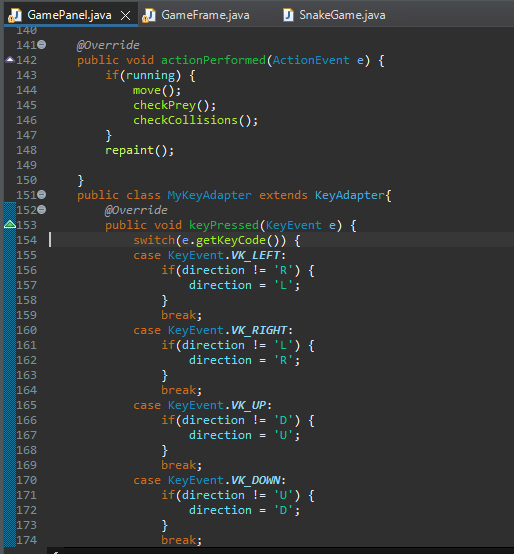 GamePanel.java GameFrame.java SnakeGame.java
140
141 @Override
142 public void actionPerformed(ActionEvent e) {
143 if(running) {
144 move();
145 checkPrey();
146 checkCollisions();
147 }
148 repaint();
149
150 }
151 public class MyKeyAdapter extends KeyAdapter{
152 @Override
153 public void keyPressed(KeyEvent e) {
154 switch(e.getKeyCode()) {
155 case KeyEvent.VK_LEFT:
156 if(direction != 'R') {
157 direction = 'L';
158 }
159 break;
160 case KeyEvent.VK_RIGHT:
161 if(direction != 'L') {
162 direction = 'R';
163 }
164 break;
165 case KeyEvent.VK_UP:
166 if(direction != 'D') {
167 direction = 'U';
168 }
169 break;
170 case KeyEvent.VK_DOWN:
171 if(direction != 'U') {
172 direction = 'D';
173 }
174 break;